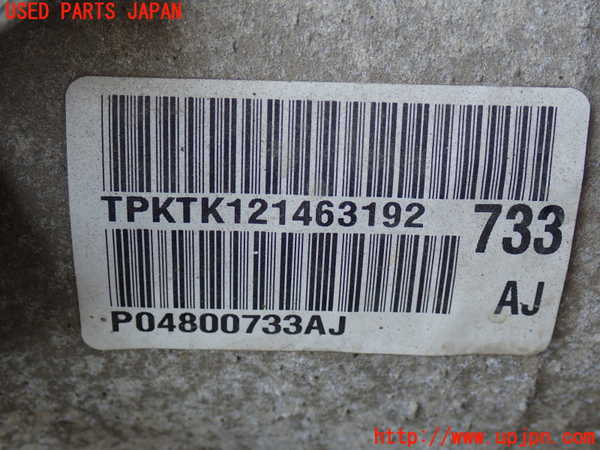 USED PARTS JAPAN
TPKTK121463192
733
AJ
P04800733AJ
http://www.upjpn.com